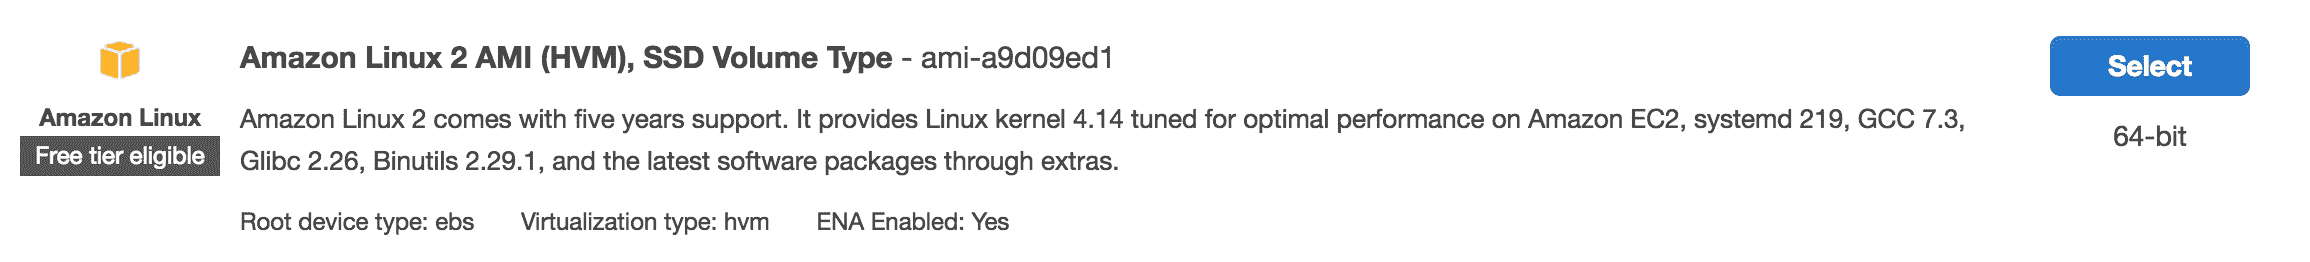 Amazon Linux
Free tier eligible
Amazon Linux 2 AMI (HVM), SSD Volume Type - ami-a9d09ed1
Amazon Linux 2 comes with five years support. It provides Linux kernel 4.14 tuned for optimal performance on Amazon EC2, systemd 219, GCC 7.3,
Glibc 2.26, Binutils 2.29.1, and the latest software packages through extras.
Root device type: ebs Virtualization type: hvm ENA Enabled: Yes
Select
64-bit